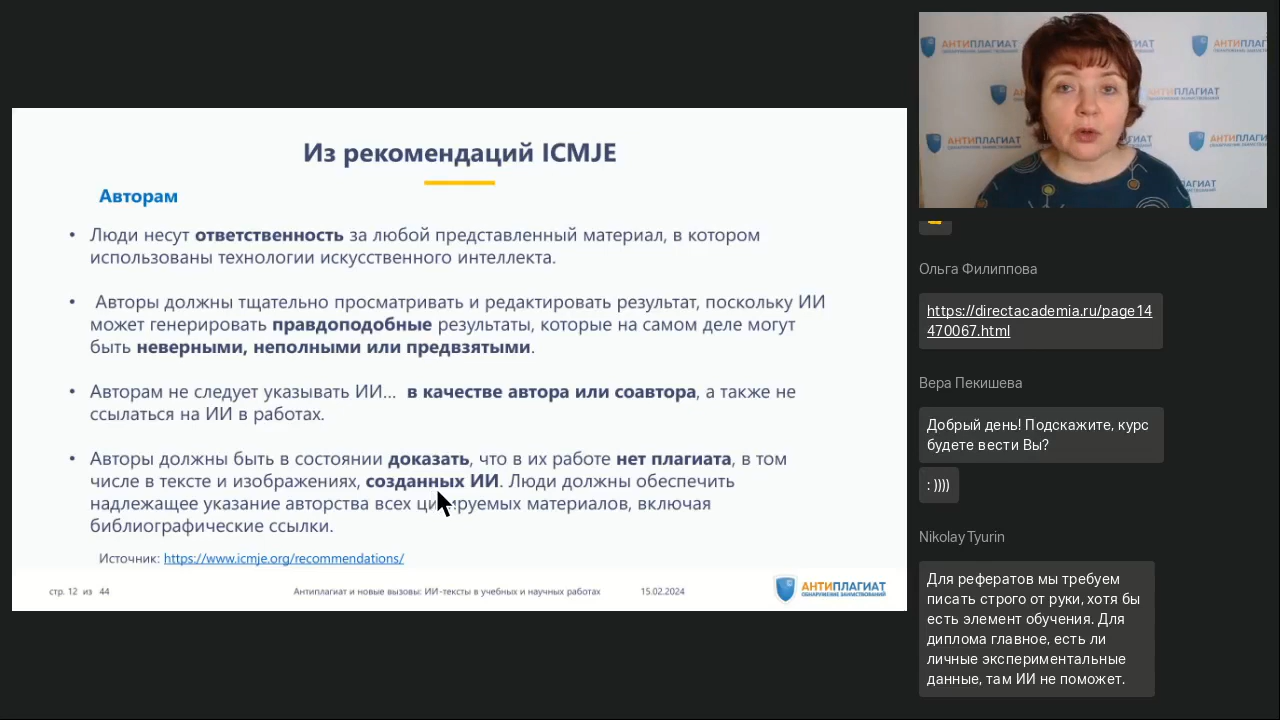 Из рекомендаций ICMJE
Авторам
• Люди несут ответственность за любой представленный материал, в котором
использованы технологии искусственного интеллекта.
• Авторы должны тщательно просматривать и редактировать результат, поскольку ИИ
может генерировать правдоподобные результаты, которые на самом деле могут
быть неверными, неполными или предвзятыми.
• Авторам не следует указывать ИИ… в качестве автора или соавтора, а также не
ссылаться на ИИ в работах.
• Авторы должны быть в состоянии доказать, что в их работе нет плагиата, в том
числе в тексте и изображениях, созданных ИИ. Люди должны обеспечить
надлежащее указание авторства всех цитируемых материалов, включая
библиографические ссылки.
Источник: https://www.icmje.org/recommendations/
стр. 12 из 44
Антиплагиат и новые вызовы: ИИ-тексты в учебных и научных работах
15.02.2024
АНТИПЛАГИАТ
ОБНАРУЖЕНИЕ ЗАИМСТВОВАНИЙ
АНТИПЛАГИАТ
АНТИПЛАГИАТ
Ольга Филиппова
https://directacademia.ru/page14
470067.html
Вера Пекишева
Добрый день! Подскажите, курс
будете вести Вы?
: ))))
Nikolay Tyurin
Для рефератов мы требуем
писать строго от руки, хотя бы
есть элемент обучения. Для
диплома главное, есть ли
личные экспериментальные
данные, там ИИ не поможет.